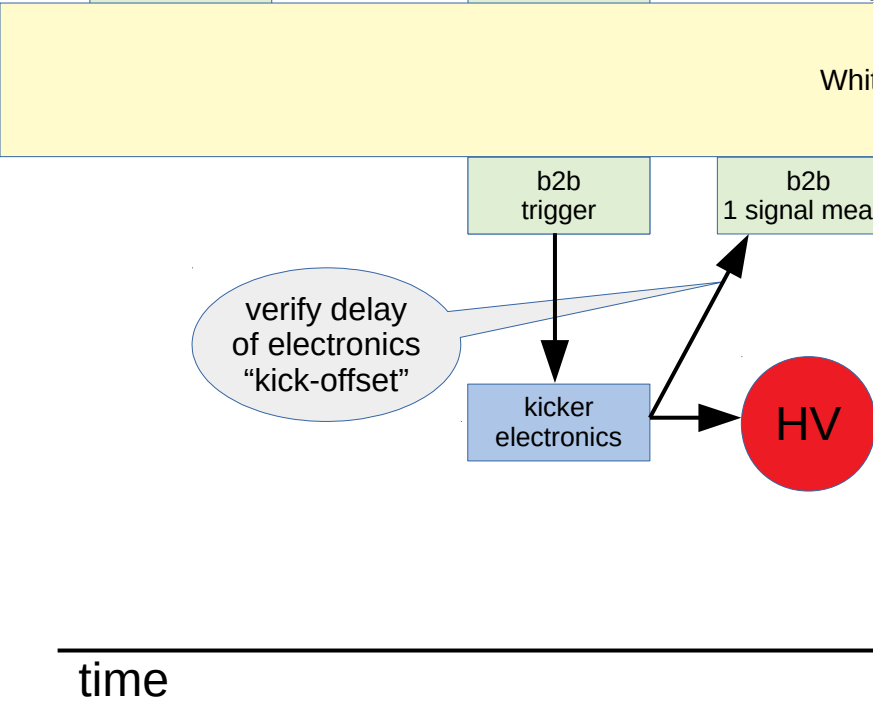 Whit
b2b
trigger
b2b
1 signal mea
verify delay
of electronics
“kick-offset”
kicker
electronics
HV
time